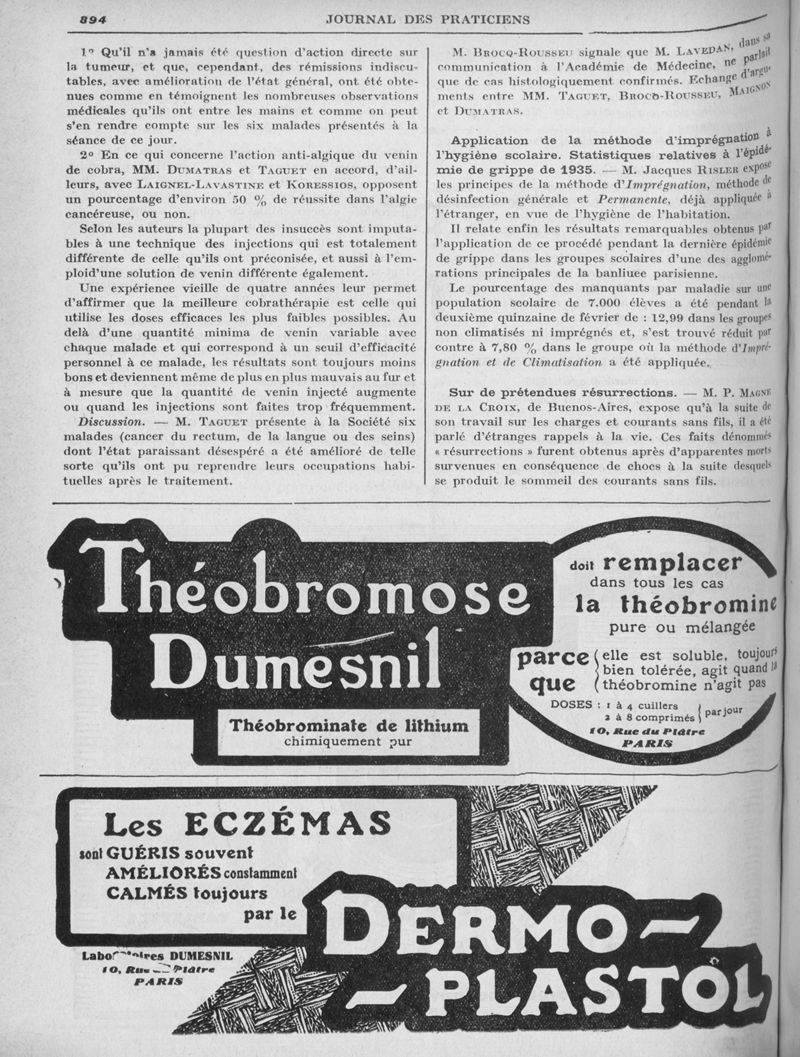 894
JOURNAL DES PRATICIENS
1º Qu'il n'a jamais été question d'action directe sur
la tumeur, et que, cependant, des rémissions indiscu-
tables, avec amélioration de l'état général, ont été obte-
nues comme en témoignent les nombreuses observations
médicales qu'ils ont entre les mains et comme on peut
s'en rendre compte sur les six malades présentés à la
séance de ce jour.
2º En ce qui concerne l'action anti-algique du venin
de cobra, MM. DUMATRAS et TAGUET en accord, d'ail-
leurs, avec LAIGNEL-LAVASTINE et KORESSIOS, opposent
un pourcentage d'environ 50 % de réussite dans l'algie
cancéreuse, ou non.
Selon les auteurs la plupart des insuccès sont imputa-
bles à une technique des injections qui est totalement
différente de celle qu'ils ont préconisée, et aussi à l'em-
ploid'une solution de venin différente également.
Une expérience vieille de quatre années leur permet
d'affirmer que la meilleure cobrathérapie est celle qui
utilise les doses efficaces les plus faibles possibles. Au
delà d'une quantité minima de venin variable avec
chaque malade et qui correspond à un seuil d'efficacité
personnel à ce malade, les résultats sont toujours moins
bons et deviennent même de plus en plus mauvais au fur et
à mesure que la quantité de venin injecté augmente
ou quand les injections sont faites trop fréquemment.
Discussion. — M. TAGUET présente à la Société six
malades (cancer du rectum, de la langue ou des seins)
dont l'état paraissant désespéré a été amélioré de telle
sorte qu'ils ont pu reprendre leurs occupations habi-
tuelles après le traitement.
M. BROCQ-ROUSSEU signale que M. LAVEDAN, dans sa
communication à l'Académie de Médecine, ne parlait
que de cas histologiquement confirmés. Echange d'argu-
ments entre MM. TAGUET, BROCQ-ROUSSEU, MAIGNON
et DUMATRAS.
Application de la méthode d'imprégnation à
l'hygiène scolaire. Statistiques relatives à l'épidé-
mie de grippe de 1935. — M. Jacques RISLER expose
les principes de la méthode d'Imprégnation, méthode de
désinfection générale et Permanente, déjà appliquée à
l'étranger, en vue de l'hygiène de l'habitation.
Il relate enfin les résultats remarquables obtenus par
l'application de ce procédé pendant la dernière épidémie
de grippe dans les groupes scolaires d'une des agglomé-
rations principales de la banliuee parisienne.
Le pourcentage des manquants par maladie sur une
population scolaire de 7.000 élèves a été pendant la
deuxième quinzaine de février de : 12,99 dans les groupes
non climatisés ni imprégnés et, s'est trouvé réduit par
contre à 7,80 % dans le groupe où la méthode d'Impré-
gnation et de Climatisation a été appliquée.
Sur de prétendues résurrections. — M. P. MAGNE
DE LA CROIX, de Buenos-Aires, expose qu'à la suite de
son travail sur les charges et courants sans fils, il a été
parlé d'étranges rappels à la vie. Ces faits dénommés
« résurrections » furent obtenus après d'apparentes morts
survenues en conséquence de chocs à la suite desquels
se produit le sommeil des courants sans fils.
Théobromose
Dumesnil
Théobrominate de lithium
chimiquement pur
doit remplacer
dans tous les cas
la théobromine
pure ou mélangée
parce que
elle est soluble, toujours
bien tolérée, agit quand la
théobromine n'agit pas
DOSES : 1 à 4 cuillers
2 à 8 comprimés } par jour
10, Rue du Plâtre
PARIS
Les ECZÉMAS
sont GUÉRIS souvent
AMÉLIORÉS constamment
CALMÉS toujours
par le
DERMO-
-PLASTÔL
Laboratoires DUMESNIL
10, Rue du Plâtre
PARIS